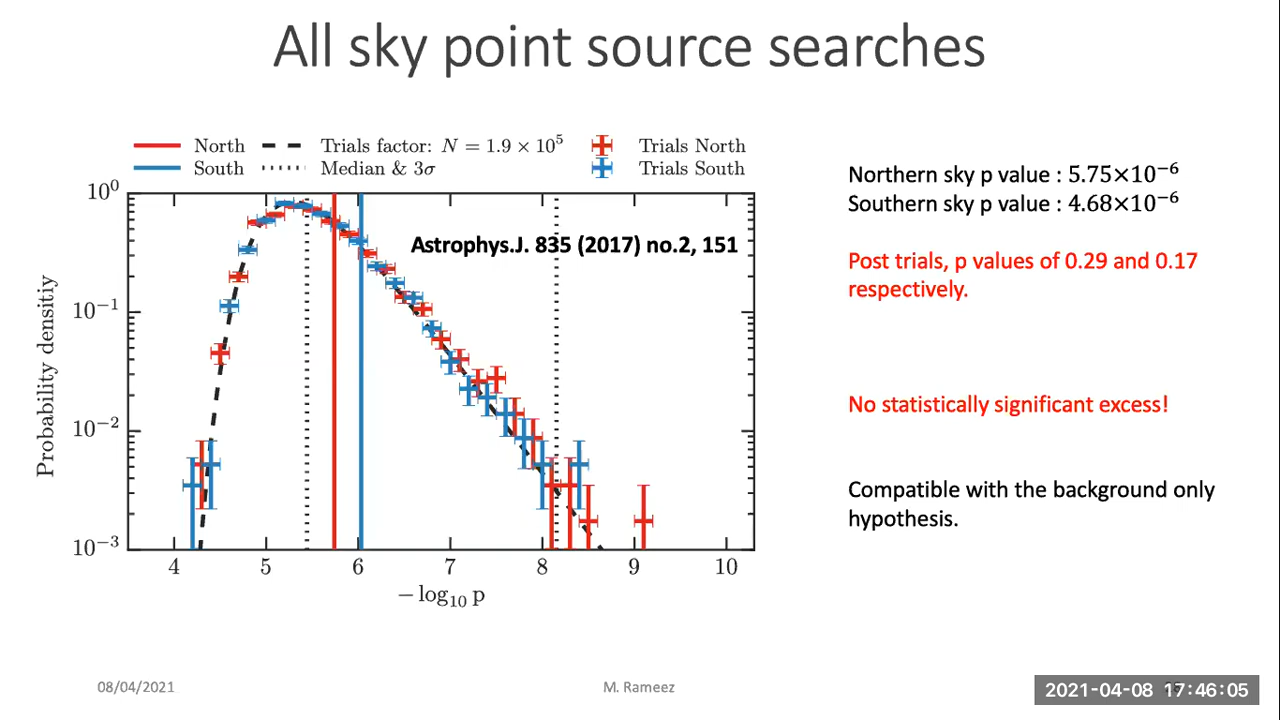 All sky point source searches
North
Trials factor: N = 1.9 × 10⁵
Trials North
South
Median & 3σ
Trials South
10⁰
10⁻¹
10⁻²
10⁻³
Probability densitiy
4 5 6 7 8 9 10
− log₁₀ p
Astrophys.J. 835 (2017) no.2, 151
Northern sky p value : 5.75×10⁻⁶
Southern sky p value : 4.68×10⁻⁶
Post trials, p values of 0.29 and 0.17
respectively.
No statistically significant excess!
Compatible with the background only
hypothesis.
08/04/2021
M. Rameez
2021-04-08 17:46:05